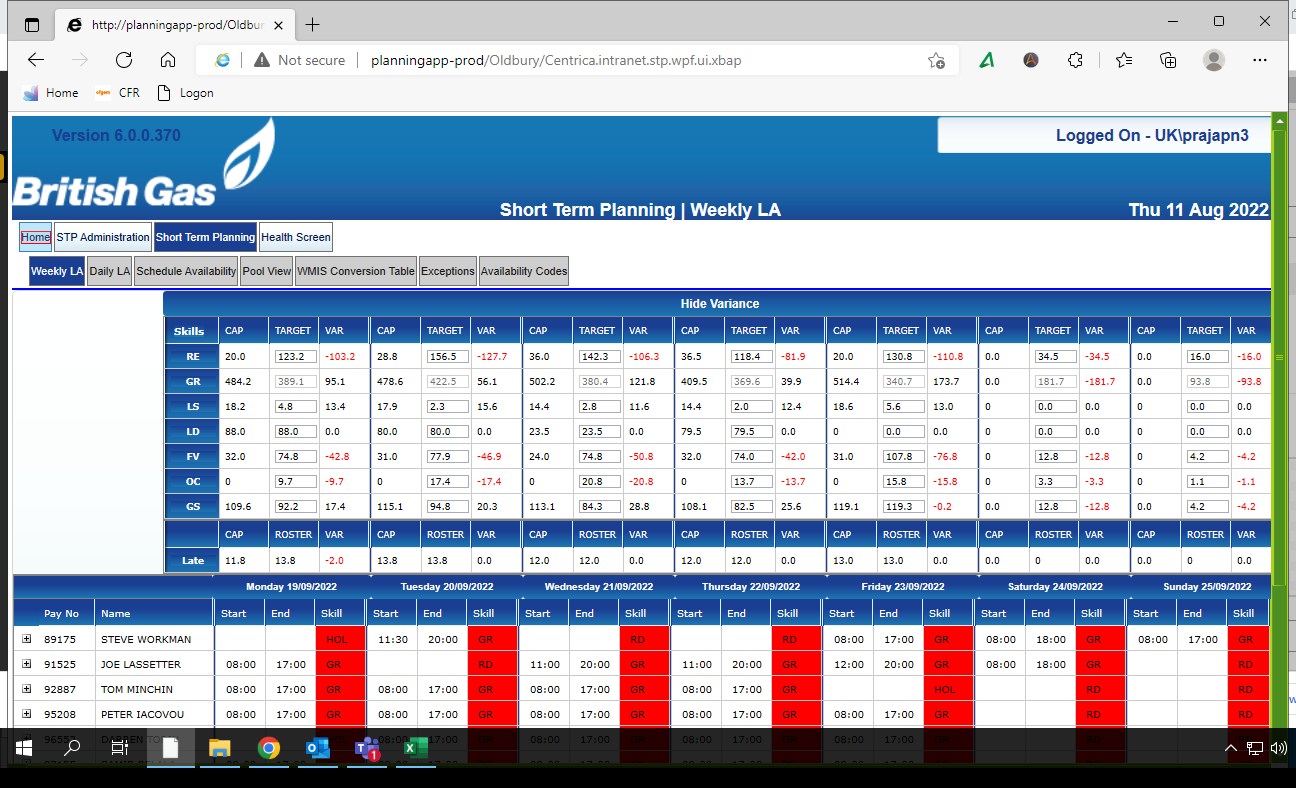 http://planningapp-prod/Oldbur
Not secure planningapp-prod/Oldbury/Centrica.intranet.stp.wpf.ui.xbap
Home ofgem CFR Logon
Version 6.0.0.370 Logged On - UK\prajapn3
British Gas
Short Term Planning | Weekly LA Thu 11 Aug 2022
Home STP Administration Short Term Planning Health Screen
Weekly LA Daily LA Schedule Availability Pool View WMIS Conversion Table Exceptions Availability Codes
Hide Variance
Skills CAP TARGET VAR CAP TARGET VAR CAP TARGET VAR CAP TARGET VAR CAP TARGET VAR CAP TARGET VAR CAP TARGET VAR
RE 20.0 123.2 -103.2 28.8 156.5 -127.7 36.0 142.3 -106.3 36.5 118.4 -81.9 20.0 130.8 -110.8 0.0 34.5 -34.5 0.0 16.0 -16.0
GR 484.2 389.1 95.1 478.6 422.5 56.1 502.2 380.4 121.8 409.5 369.6 39.9 514.4 340.7 173.7 0.0 181.7 -181.7 0.0 93.8 -93.8
LS 18.2 4.8 13.4 17.9 2.3 15.6 14.4 2.8 11.6 14.4 2.0 12.4 18.6 5.6 13.0 0 0.0 0.0 0 0.0 0.0
LD 88.0 88.0 0.0 80.0 80.0 0.0 23.5 23.5 0.0 79.5 79.5 0.0 0 0.0 0.0 0 0.0 0.0 0 0.0 0.0
FV 32.0 74.8 -42.8 31.0 77.9 -46.9 24.0 74.8 -50.8 32.0 74.0 -42.0 31.0 107.8 -76.8 0 12.8 -12.8 0 4.2 -4.2
OC 0 9.7 -9.7 0 17.4 -17.4 0 20.8 -20.8 0 13.7 -13.7 0 15.8 -15.8 0 3.3 -3.3 0 1.1 -1.1
GS 109.6 92.2 17.4 115.1 94.8 20.3 113.1 84.3 28.8 108.1 82.5 25.6 119.1 119.3 -0.2 0.0 12.8 -12.8 0.0 4.2 -4.2
CAP ROSTER VAR CAP ROSTER VAR CAP ROSTER VAR CAP ROSTER VAR CAP ROSTER VAR CAP ROSTER VAR CAP ROSTER VAR
Late 11.8 13.8 -2.0 13.8 13.8 0.0 12.0 12.0 0.0 12.0 12.0 0.0 13.0 13.0 0.0 0.0 0 0.0 0.0 0 0.0
Monday 19/09/2022 Tuesday 20/09/2022 Wednesday 21/09/2022 Thursday 22/09/2022 Friday 23/09/2022 Saturday 24/09/2022 Sunday 25/09/2022
Pay No Name Start End Skill Start End Skill Start End Skill Start End Skill Start End Skill Start End Skill Start End Skill
89175 STEVE WORKMAN HOL 11:30 20:00 GR RD RD 08:00 17:00 GR 08:00 18:00 GR 08:00 17:00 GR
91525 JOE LASSETTER 08:00 17:00 GR RD 11:00 20:00 GR 11:00 20:00 GR 12:00 20:00 GR 08:00 18:00 GR RD
92887 TOM MINCHIN 08:00 17:00 GR 08:00 17:00 GR 08:00 17:00 GR 08:00 17:00 GR HOL RD RD
95208 PETER IACOVOU 08:00 17:00 GR 08:00 17:00 GR 08:00 17:00 GR 08:00 17:00 GR 08:00 17:00 GR RD RD
1